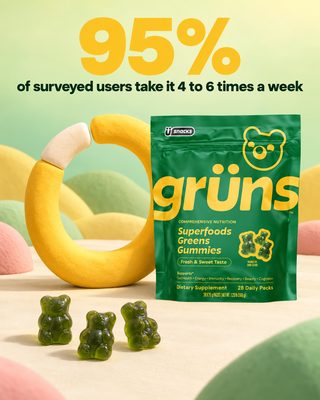 95%
of surveyed users take it 4 to 6 times a week
snacks
grüns
COMPREHENSIVE NUTRITION
Superfoods
Greens
Gummies
Fresh & Sweet Taste
Supports*
Dietary Supplement
28 Daily Packs